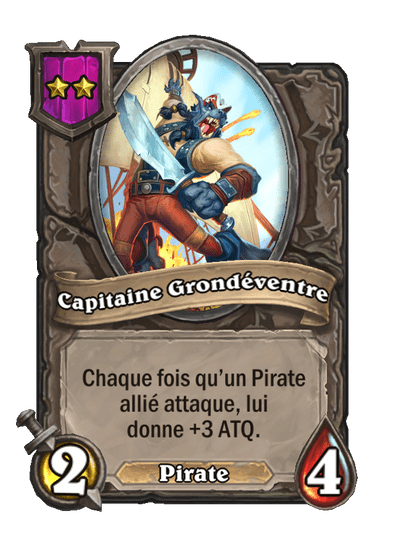 Capitaine Grondéventre
Chaque fois qu'un Pirate
allié attaque, lui
donne +3 ATQ.
2
Pirate
4